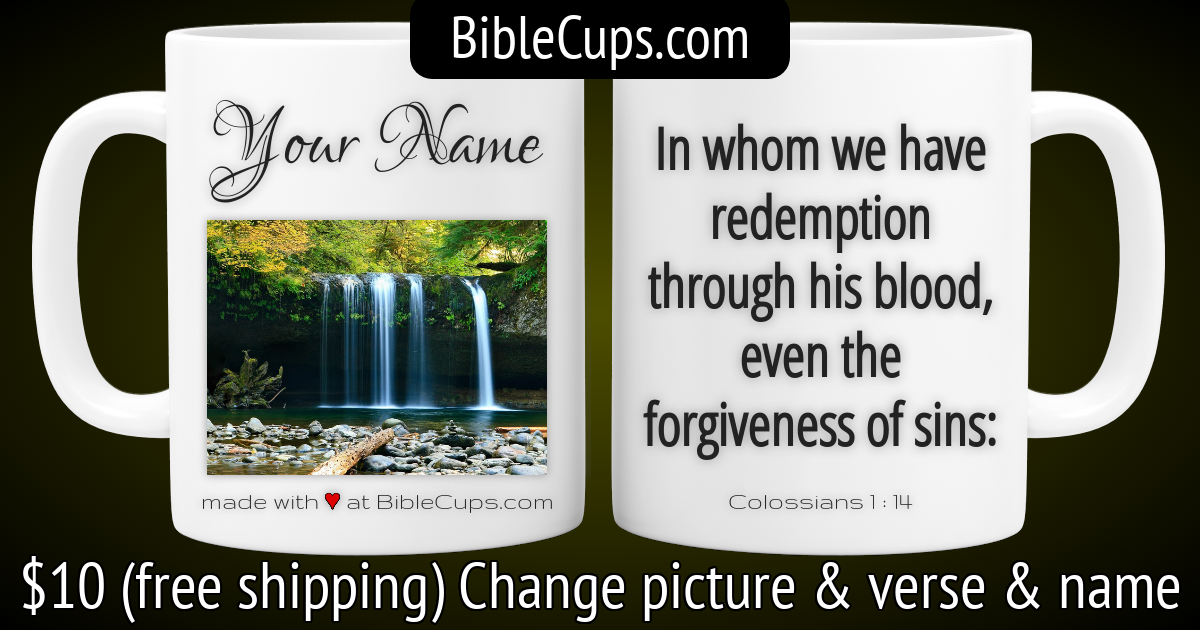 BibleCups.com
Your Name
made with ♥ at BibleCups.com
In whom we have
redemption
through his blood,
even the
forgiveness of sins:
Colossians 1 : 14
$10 (free shipping) Change picture & verse & name